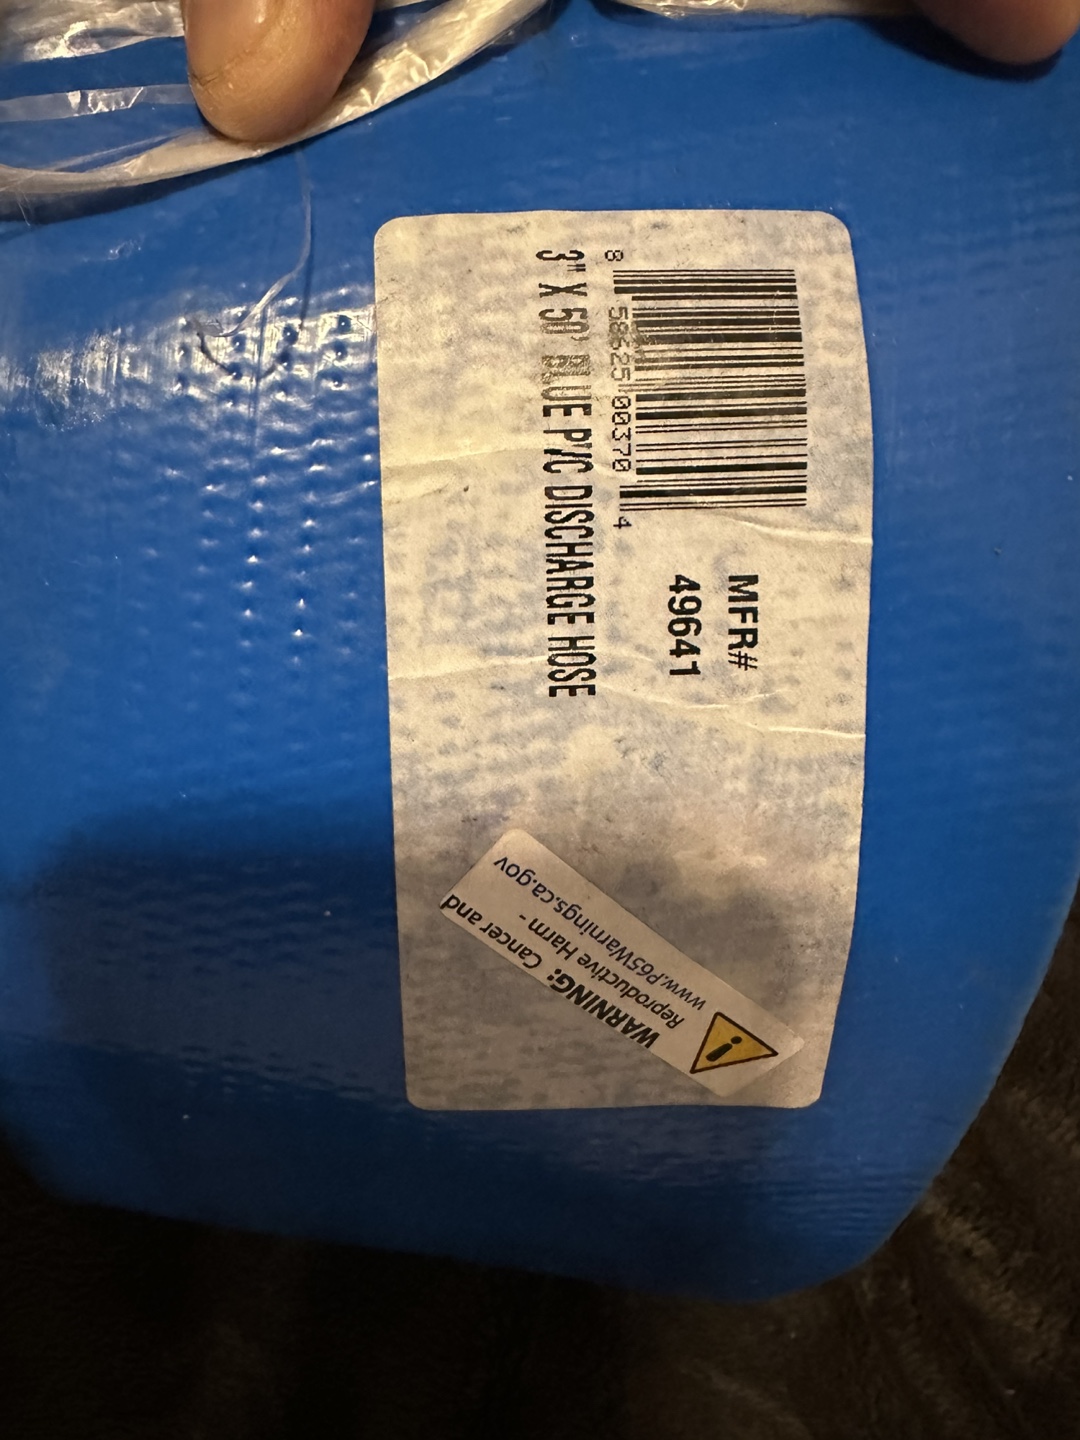 MFR#
49641
8 58625 00370 4
3" X 50' BLUE PVC DISCHARGE HOSE
WARNING: Cancer and
Reproductive Harm -
www.P65Warnings.ca.gov